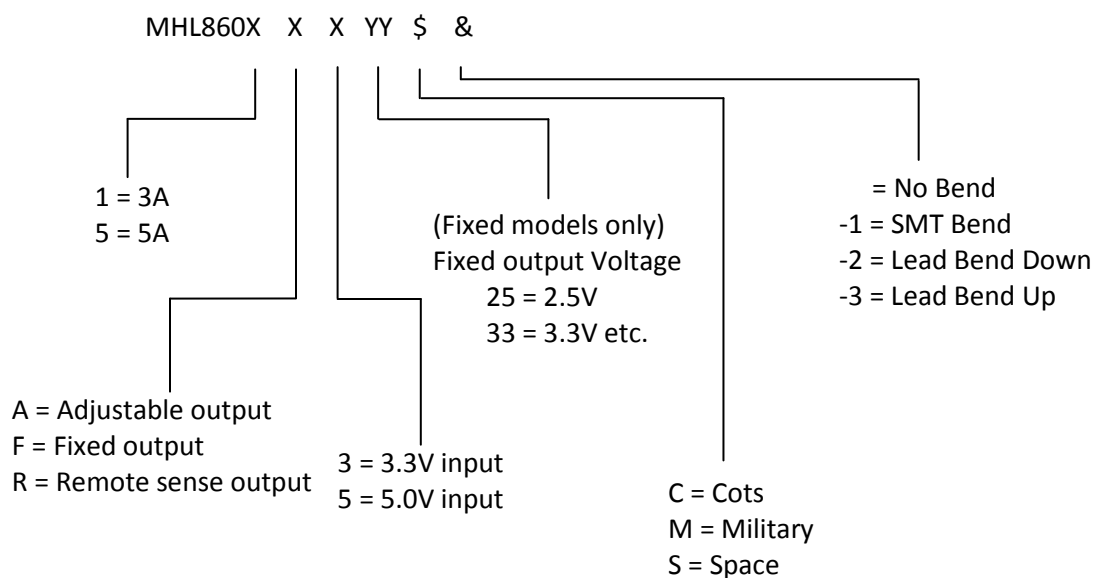 MHL860X X X YY $ &
1 = 3A
5 = 5A
(Fixed models only)
Fixed output Voltage
25 = 2.5V
33 = 3.3V etc.
= No Bend
-1 = SMT Bend
-2 = Lead Bend Down
-3 = Lead Bend Up
A = Adjustable output
F = Fixed output
R = Remote sense output
3 = 3.3V input
5 = 5.0V input
C = Cots
M = Military
S = Space